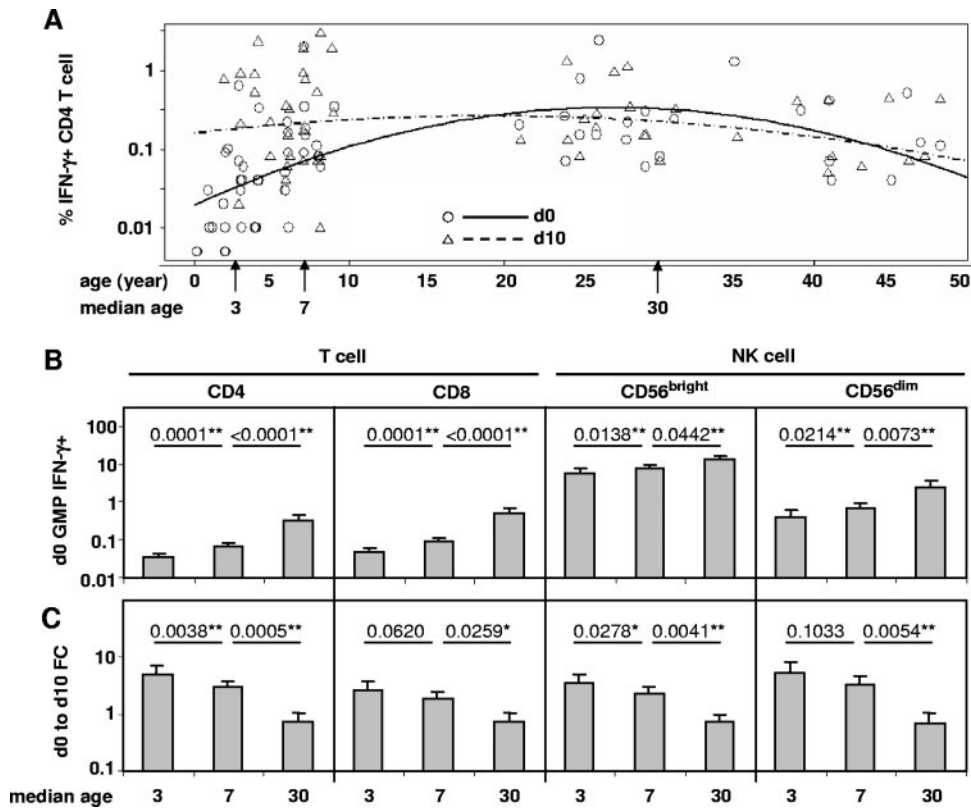 A
% IFN-γ+ CD4 T cell
1
0.1
0.01
d0
d10
age (year) 0 5 10 15 20 25 30 35 40 45 50
median age 3 7 30
B
T cell NK cell
CD4 CD8 CD56bright CD56dim
d0 GMP IFN-γ+
100
10
1
0.1
0.01
0.0001** <0.0001** 0.0001** <0.0001** 0.0138** 0.0442** 0.0214** 0.0073**
C
d0 to d10 FC
10
1
0.1
0.0038** 0.0005** 0.0620 0.0259* 0.0278* 0.0041** 0.1033 0.0054**
median age 3 7 30 3 7 30 3 7 30 3 7 30